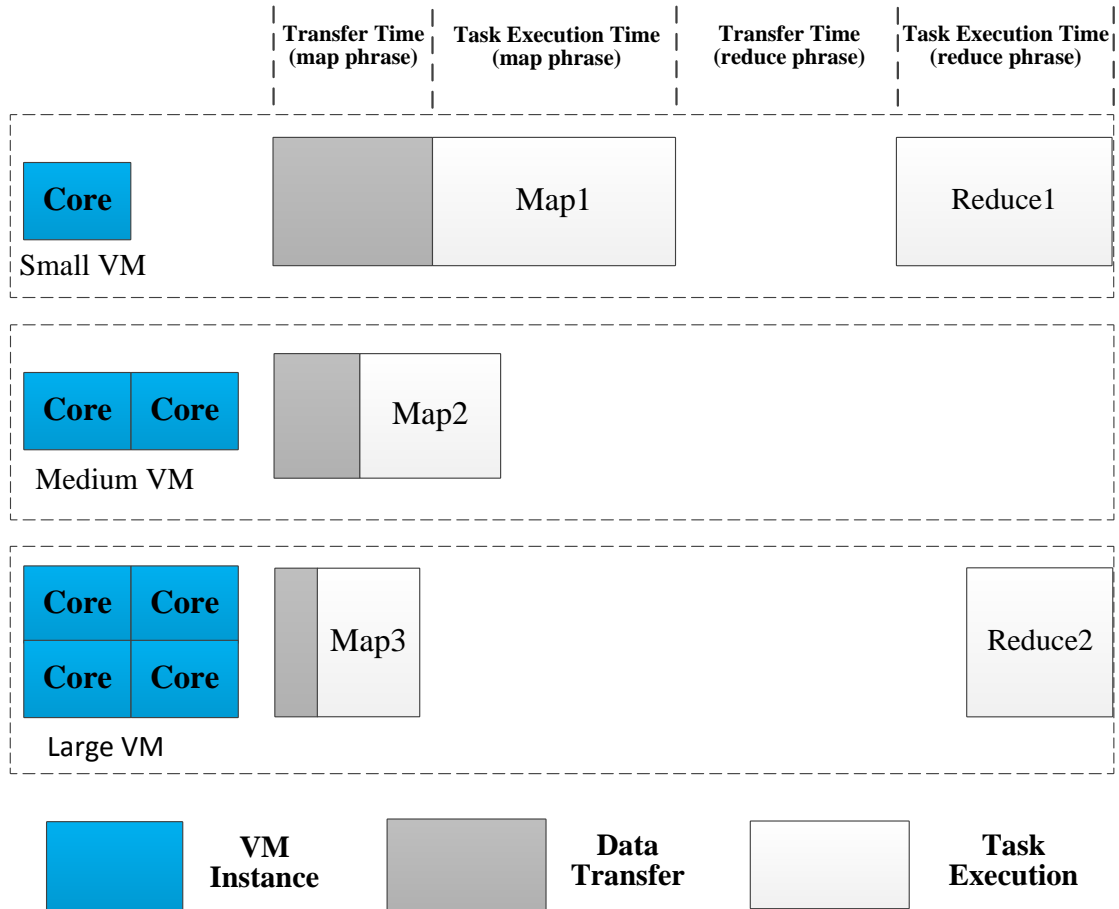 Transfer Time
(map phrase)
Task Execution Time
(map phrase)
Transfer Time
(reduce phrase)
Task Execution Time
(reduce phrase)
Core
Small VM
Map1
Reduce1
Core Core
Medium VM
Map2
Core Core
Core Core
Large VM
Map3
Reduce2
VM
Instance
Data
Transfer
Task
Execution